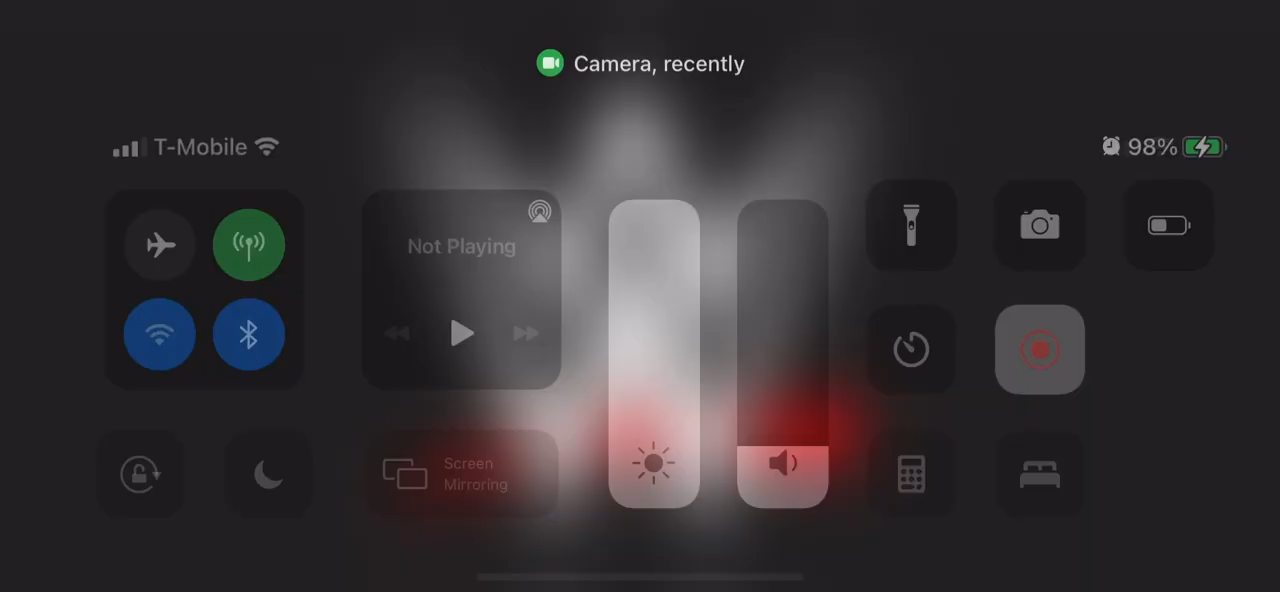 Camera, recently
T-Mobile
98%
Not Playing
Screen
Mirroring